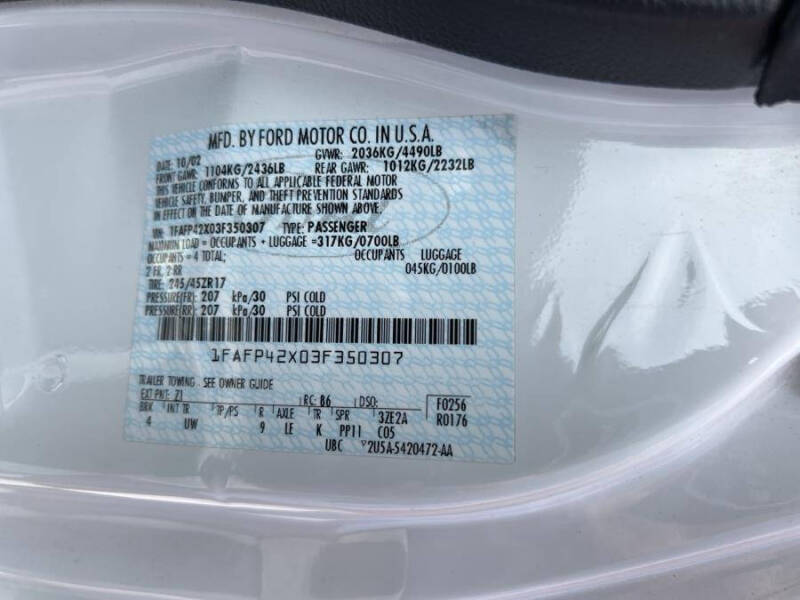 MFD. BY FORD MOTOR CO. IN U.S.A.
DATE: 10/02 GVWR: 2036KG/4490LB
FRONT GAWR: 1104KG/2436LB REAR GAWR: 1012KG/2232LB
THIS VEHICLE CONFORMS TO ALL APPLICABLE FEDERAL MOTOR
VEHICLE SAFETY, BUMPER, AND THEFT PREVENTION STANDARDS
IN EFFECT ON THE DATE OF MANUFACTURE SHOWN ABOVE.
VIN: 1FAFP42X03F350307 TYPE: PASSENGER
MAXIMUM LOAD = OCCUPANTS + LUGGAGE =317KG/0700LB
OCCUPANTS = 4 TOTAL; OCCUPANTS LUGGAGE
2 FR, 2 RR 045KG/0100LB
TIRE: 245/45ZR17
PRESSURE(FR): 207 kPa/30 PSI COLD
PRESSURE(RR): 207 kPa/30 PSI COLD
1FAFP42X03F350307
TRAILER TOWING - SEE OWNER GUIDE
EXT PNT: Z1 RC: B6 DSO: F0256
BRK INT TR TP/PS R AXLE TR SPR 3ZE2A R0176
4 UW 9 LE K PP11 C05
UBC 2U5A-5420472-AA